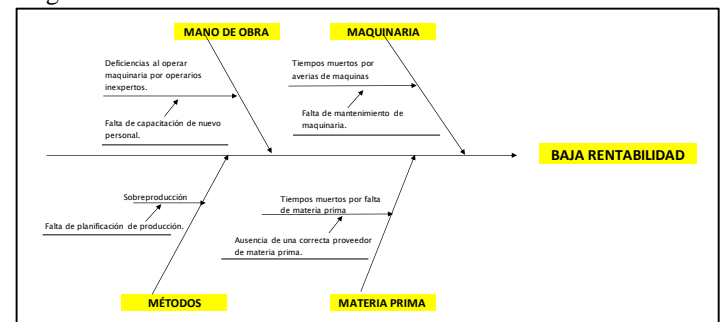 MANO DE OBRA
MAQUINARIA
Deficiencias al operar
maquinaria por operarios
inexpertos.
Tiempos muertos por
averias de maquinas
Falta de capacitación de nuevo
personal.
Falta de mantenimiento de
maquinaria.
BAJA RENTABILIDAD
Sobreproducción
Falta de planificación de producción.
Tiempos muertos por falta
de materia prima
Ausencia de una correcta proveedor
de materia prima.
MÉTODOS
MATERIA PRIMA